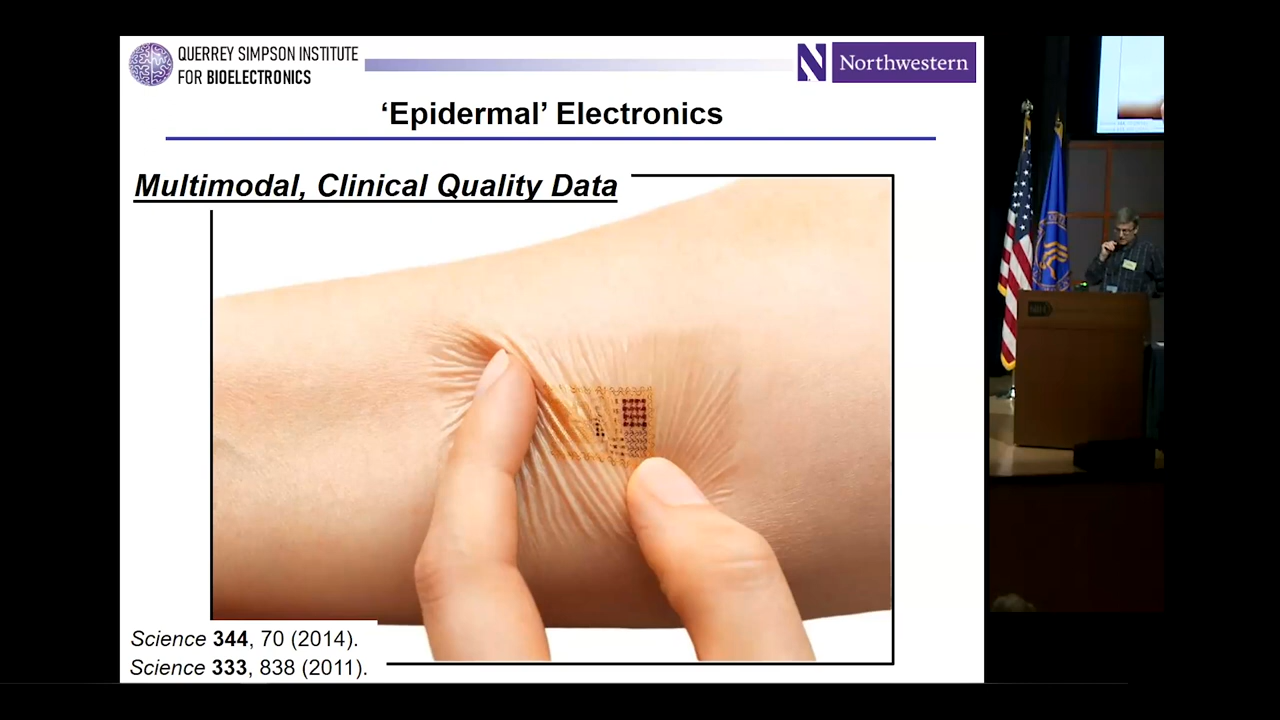 QUERREY SIMPSON INSTITUTE
FOR BIOELECTRONICS
N Northwestern
‘Epidermal’ Electronics
Multimodal, Clinical Quality Data
Science 344, 70 (2014).
Science 333, 838 (2011).
NIH